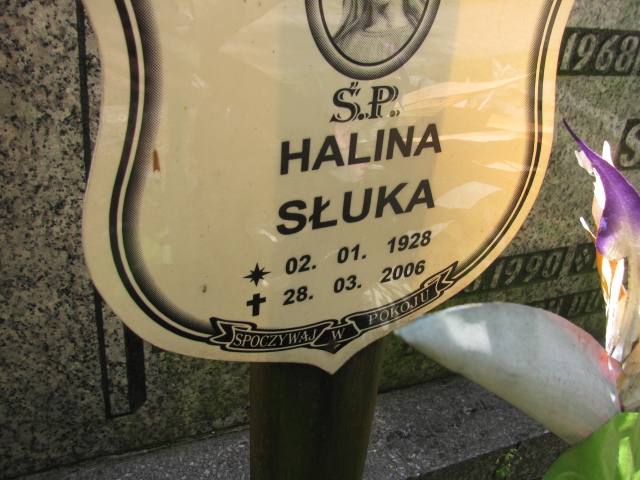 Ś.P.
HALINA
SŁUKA
02. 01. 1928
28. 03. 2006
SPOCZYWAJ W POKOJU
1968
1990